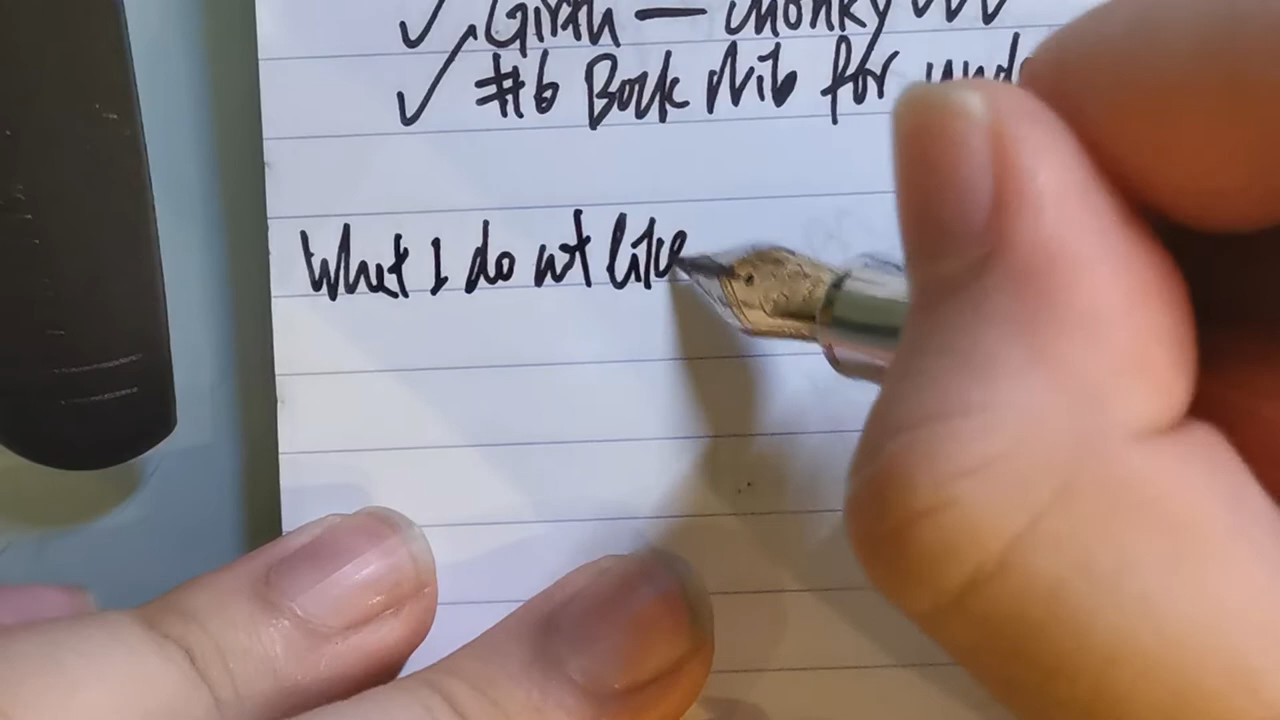 ✓ Girth — chonky
✓ #6 Bock Nib for
What I do not like